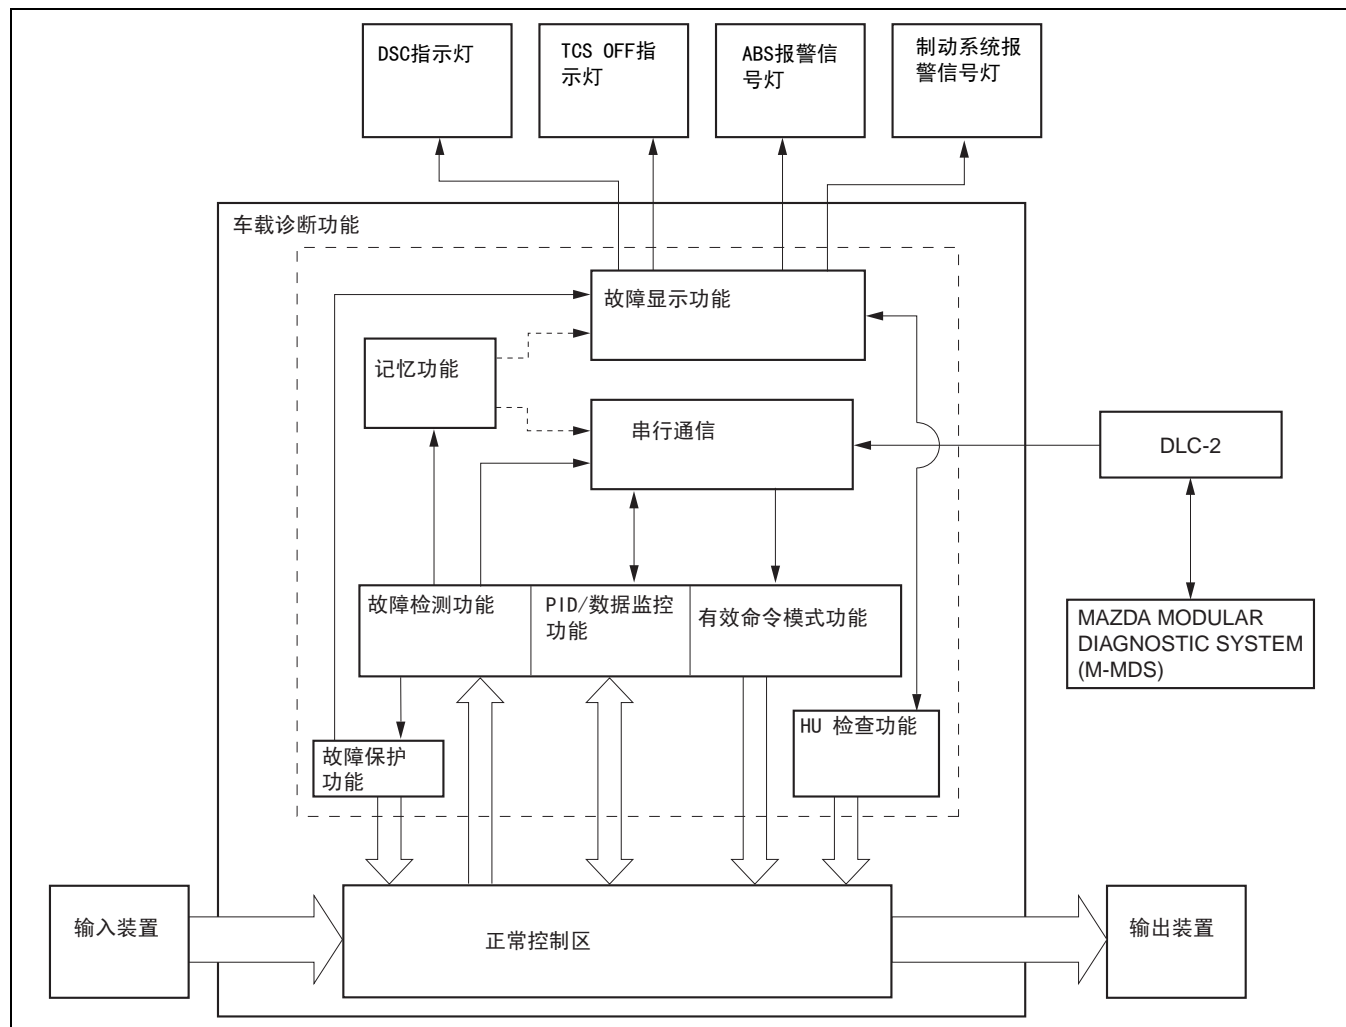 DSC指示灯
TCS OFF指
示灯
ABS报警信
号灯
制动系统报
警信号灯
车载诊断功能
故障显示功能
记忆功能
串行通信
DLC-2
故障检测功能
PID/数据监控
功能
有效命令模式功能
MAZDA MODULAR
DIAGNOSTIC SYSTEM
(M-MDS)
HU 检查功能
故障保护
功能
输入装置
正常控制区
输出装置